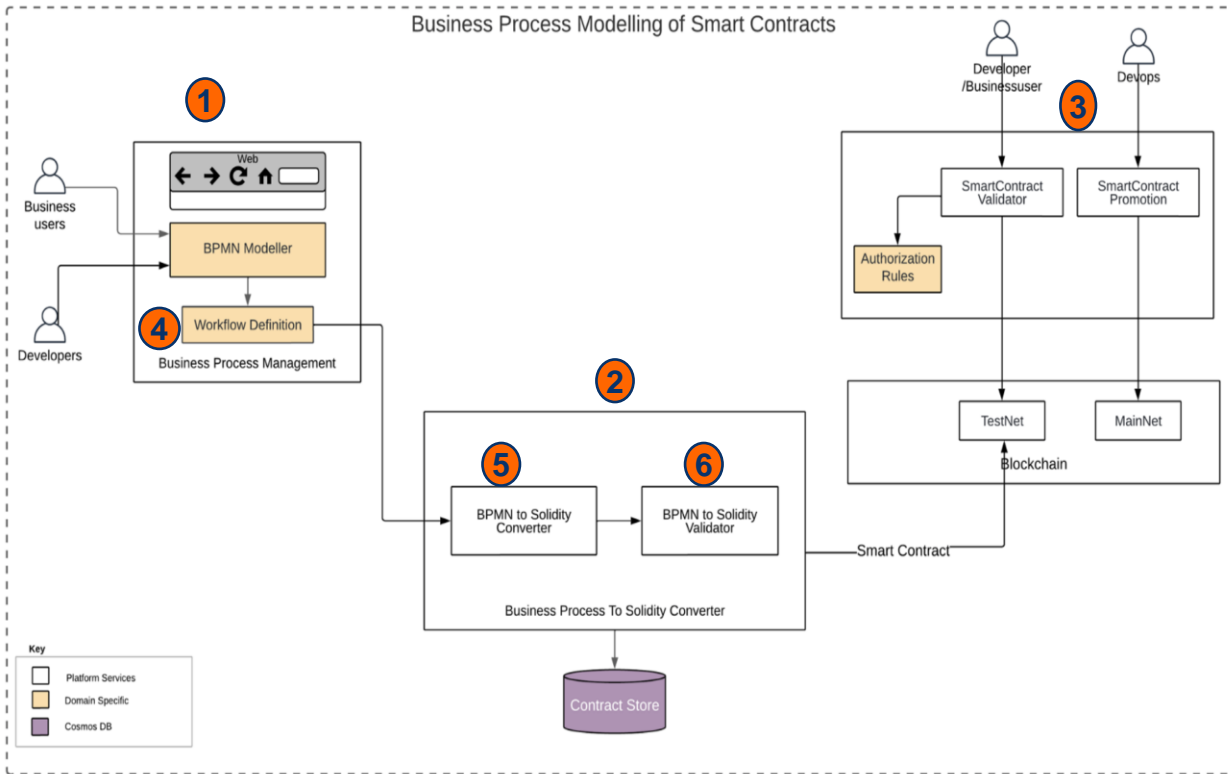 Business Process Modelling of Smart Contracts
Developer
/Businessuser
Devops
1
3
Web
Business
users
BPMN Modeller
SmartContract
Validator
SmartContract
Promotion
Authorization
Rules
4
Workflow Definition
Developers
Business Process Management
2
TestNet
MainNet
Blockchain
5
6
BPMN to Solidity
Converter
BPMN to Solidity
Validator
Smart Contract
Business Process To Solidity Converter
Key
Platform Services
Domain Specific
Cosmos DB
Contract Store